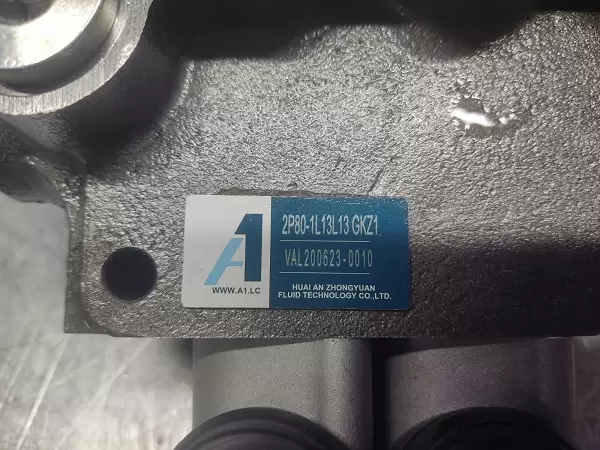 A1
WWW.A1.LC
2P80-1L13L13 GKZ1
VAL200623-0010
HUAI AN ZHONGYUAN
FLUID TECHNOLOGY CO.,LTD.